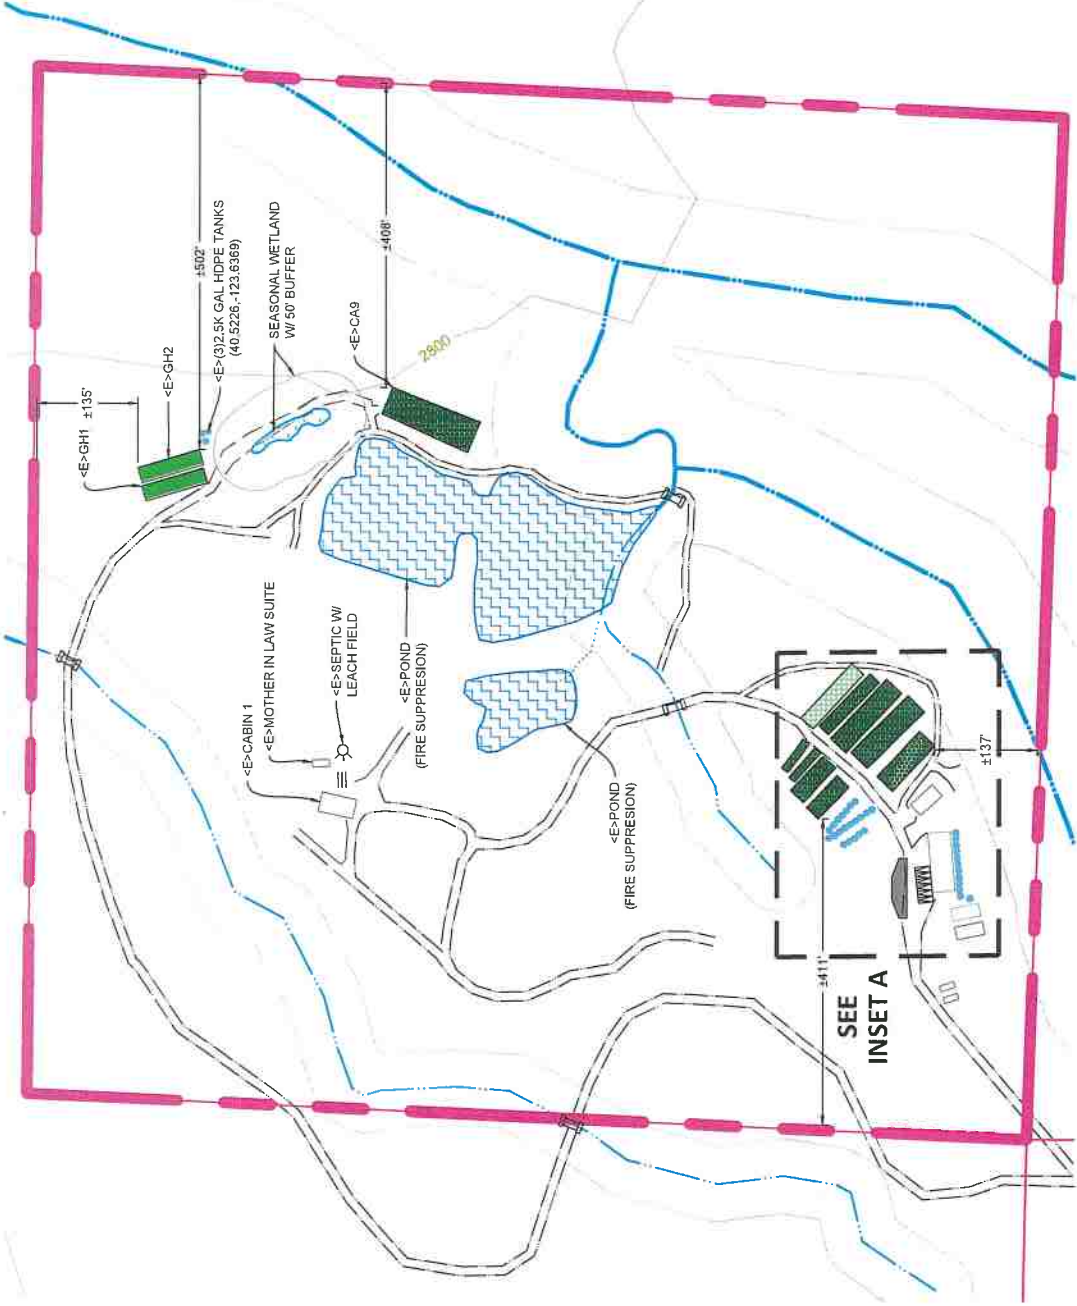 ±502'
<E>(3)2.5K GAL HDPE TANKS
(40.5226,-123.6369)
SEASONAL WETLAND
W/ 50' BUFFER
±408'
<E>GH2
<E>GH1
±135'
<E>CA9
2800
<E>CABIN 1
<E>MOTHER IN LAW SUITE
<E>SEPTIC W/
LEACH FIELD
<E>POND
(FIRE SUPPRESION)
<E>POND
(FIRE SUPPRESION)
±137'
±411'
SEE
INSET A